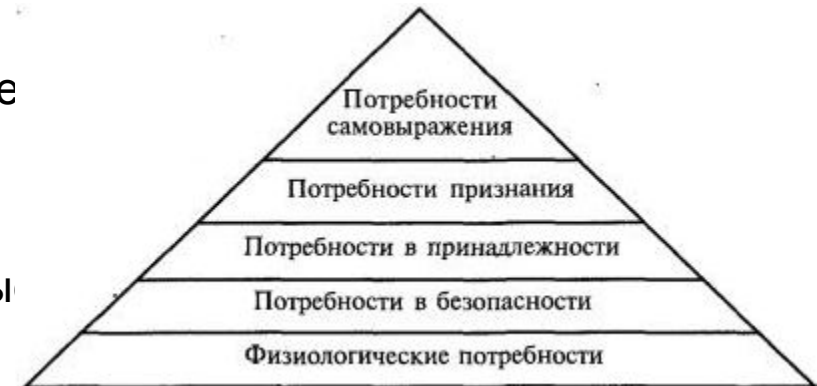 е
Потребности
самовыражения
Потребности признания
Потребности в принадлежности
ы
Потребности в безопасности
Физиологические потребности